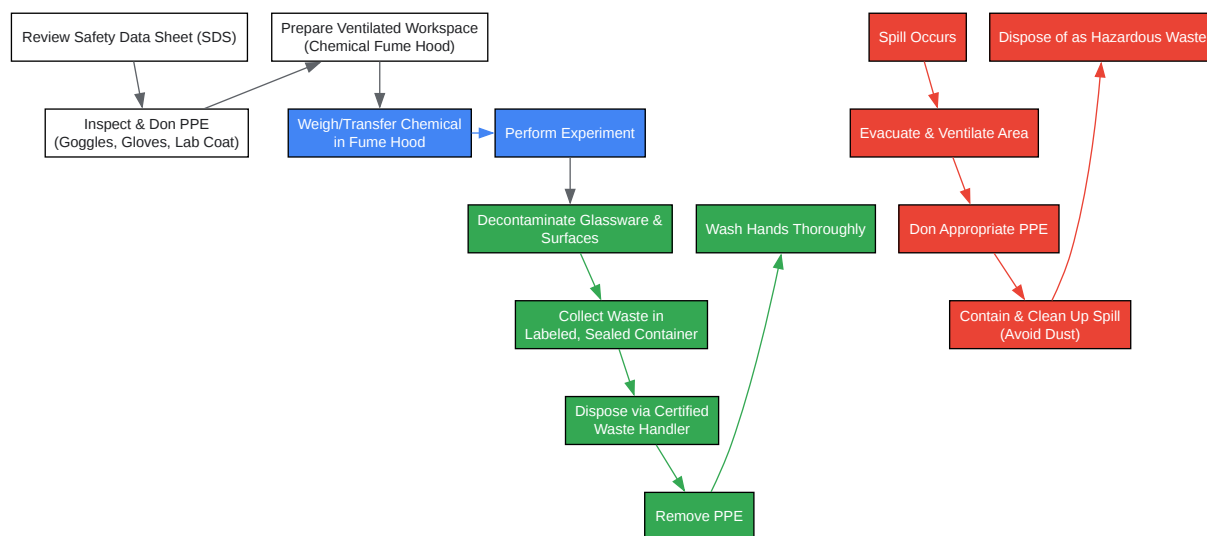 Review Safety Data Sheet (SDS)
Prepare Ventilated Workspace
(Chemical Fume Hood)
Inspect & Don PPE
(Goggles, Gloves, Lab Coat)
Weigh/Transfer Chemical
in Fume Hood
Perform Experiment
Decontaminate Glassware &
Surfaces
Wash Hands Thoroughly
Collect Waste in
Labeled, Sealed Container
Dispose via Certified
Waste Handler
Remove PPE
Spill Occurs
Dispose of as Hazardous Waste
Evacuate & Ventilate Area
Don Appropriate PPE
Contain & Clean Up Spill
(Avoid Dust)